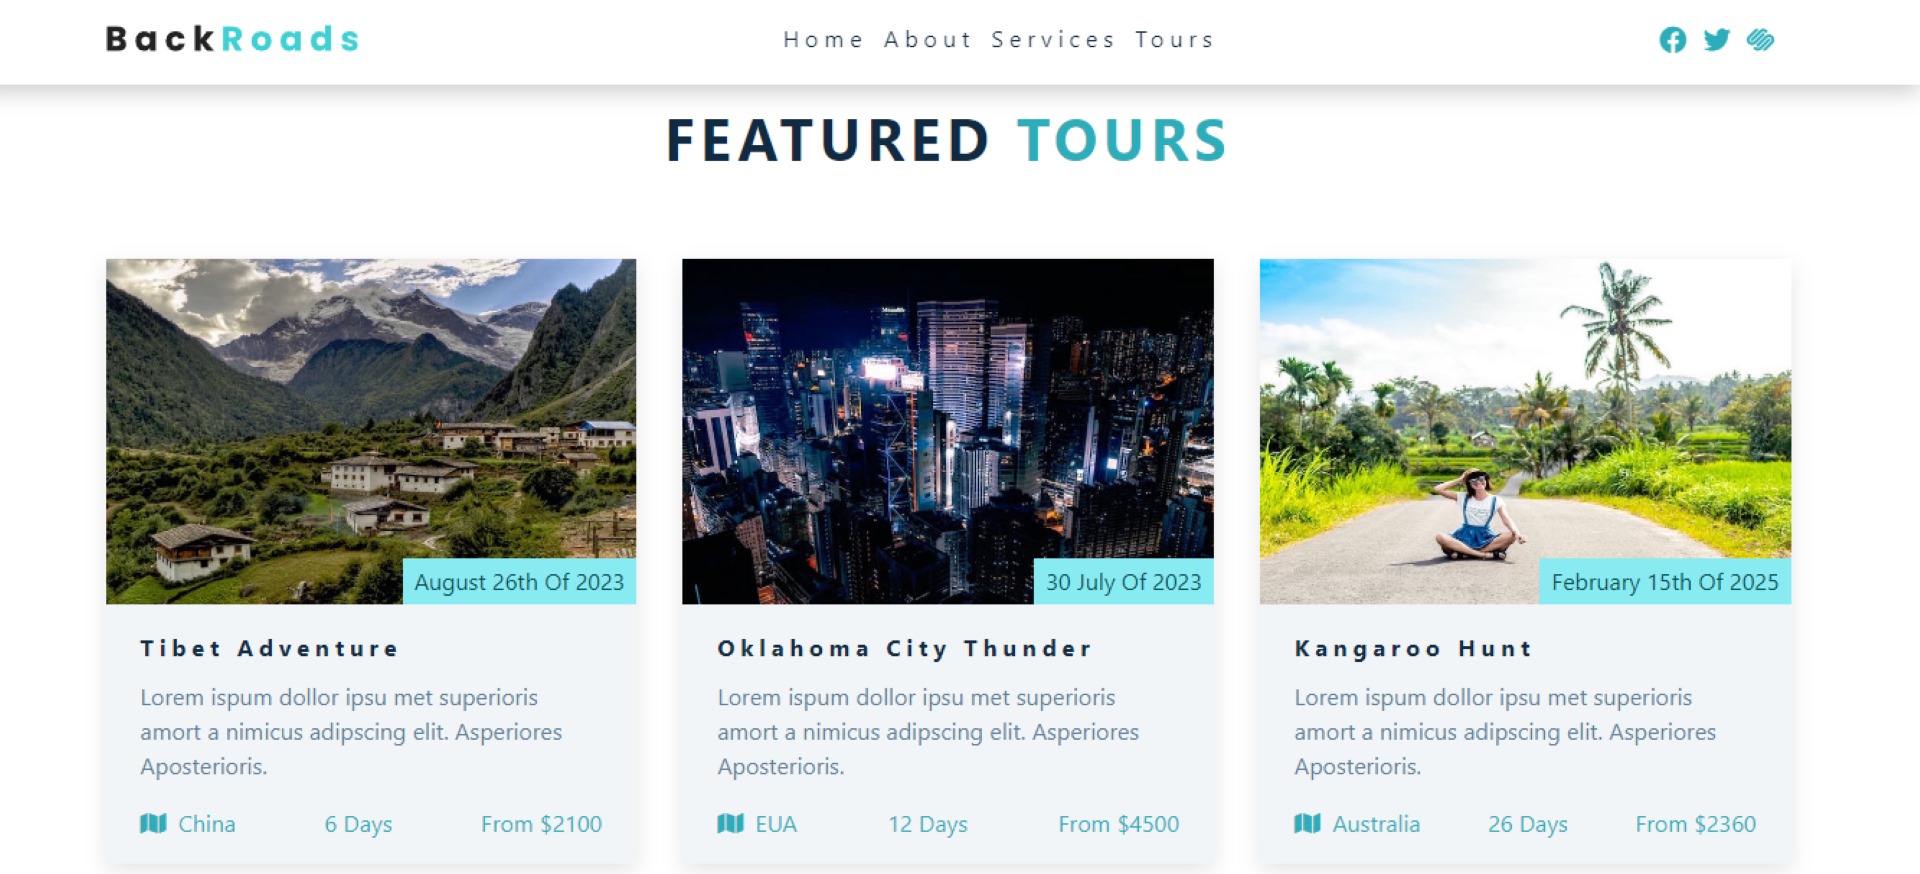 BackRoads
Home About Services Tours
FEATURED TOURS
August 26th Of 2023
Tibet Adventure
Lorem ispum dollor ipsu met superioris
amort a nimicus adipscing elit. Asperiores
Aposterioris.
China 6 Days From $2100
30 July Of 2023
Oklahoma City Thunder
Lorem ispum dollor ipsu met superioris
amort a nimicus adipscing elit. Asperiores
Aposterioris.
EUA 12 Days From $4500
February 15th Of 2025
Kangaroo Hunt
Lorem ispum dollor ipsu met superioris
amort a nimicus adipscing elit. Asperiores
Aposterioris.
Australia 26 Days From $2360